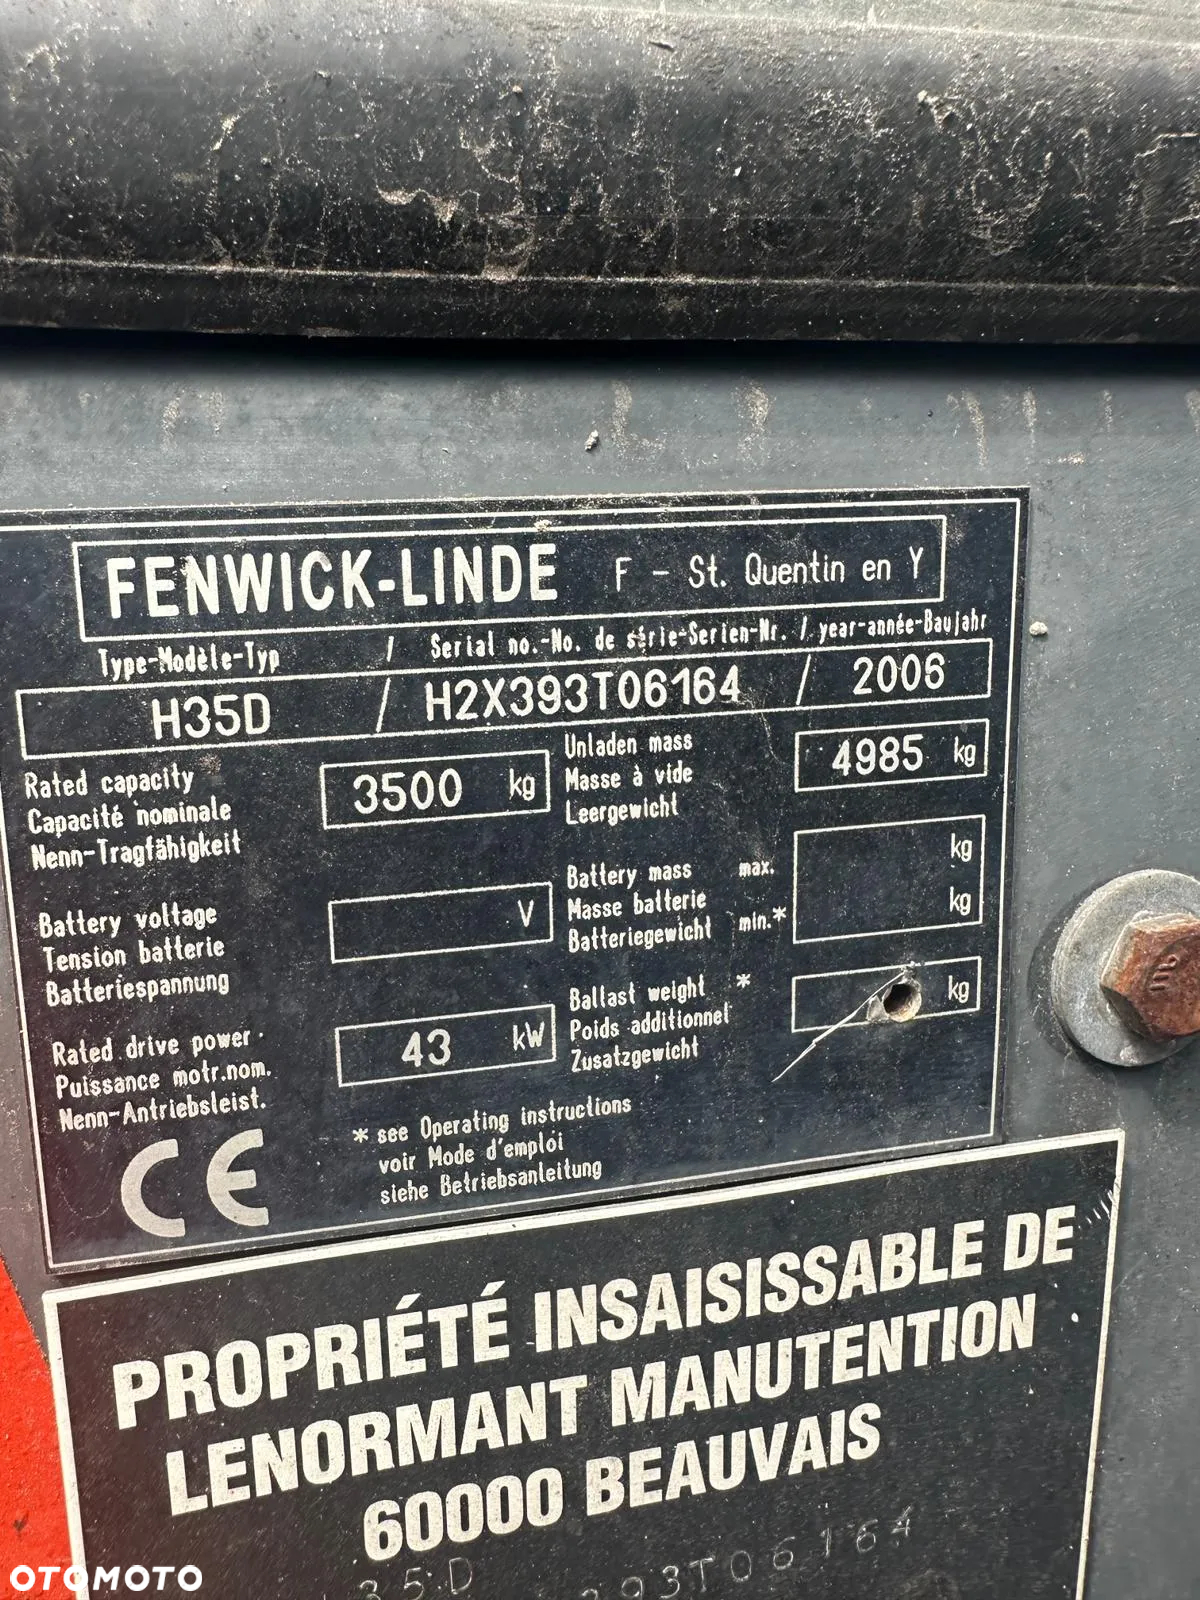 FENWICK-LINDE F - St. Quentin en Y
Type-Modèle-Typ / Serial no.-No. de série-Serien-Nr. / year-année-Baujahr
H35D / H2X393T06164 / 2006
Rated capacity
Capacité nominale
Nenn-Tragfähigkeit
3500 kg
Unladen mass
Masse à vide
Leergewicht
4985 kg
Battery voltage
Tension batterie
Batteriespannung
V
Battery mass max. kg
Masse batterie
Batteriegewicht min.* kg
Rated drive power
Puissance motr.nom.
Nenn-Antriebsleist.
43 kW
Ballast weight *
Poids additionnel
Zusatzgewicht
kg
CE
* see Operating instructions
voir Mode d'emploi
siehe Betriebsanleitung
PROPRIÉTÉ INSAISISSABLE DE
LENORMANT MANUTENTION
60000 BEAUVAIS
35D 393T06164
OTOMOTO